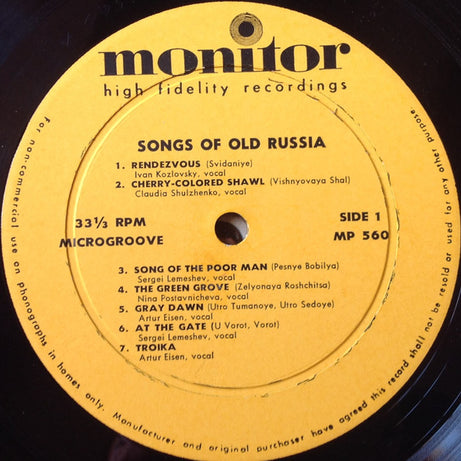 monitor
high fidelity recordings
SONGS OF OLD RUSSIA
1. RENDEZVOUS (Svidaniye)
Ivan Kozlovsky, vocal
2. CHERRY-COLORED SHAWL (Vishnyovaya Shal)
Claudia Shulzhenko, vocal
33⅓ RPM
MICROGROOVE
SIDE 1
MP 560
3. SONG OF THE POOR MAN (Pesnye Bobilya)
Sergei Lemeshev, vocal
4. THE GREEN GROVE (Zelyonaya Roshchitsa)
Nina Postavnicheva, vocal
5. GRAY DAWN (Utro Tumanoye, Utro Sedoye)
Artur Eisen, vocal
6. AT THE GATE (U Vorot, Vorot)
Sergei Lemeshev, vocal
7. TROIKA
Artur Eisen, vocal
For non-commercial use on phonographs in homes only. Manufacturer and original purchaser have agreed this record shall not be resold or used for any other purpose